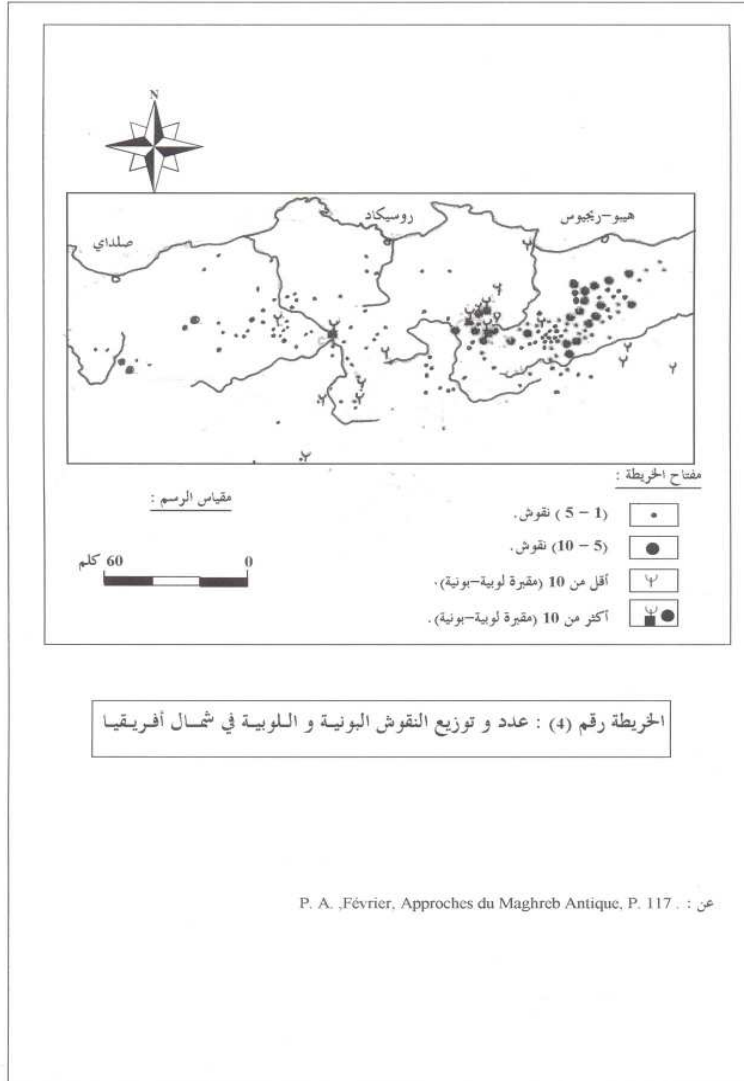 N
هيبو-ريجيوس
روسيكاد
صلداي
مفتاح الخريطة :
مقياس الرسم :
(1 – 5) نقوش.
(5 – 10) نقوش.
أقل من 10 (مقبرة لوبية-بونية).
أكثر من 10 (مقبرة لوبية-بونية).
0 60 كلم
الخريطة رقم (4) : عدد و توزيع النقوش البونية و اللوبية في شمال أفريقيا
عن : . P. A. ,Février, Approches du Maghreb Antique, P. 117